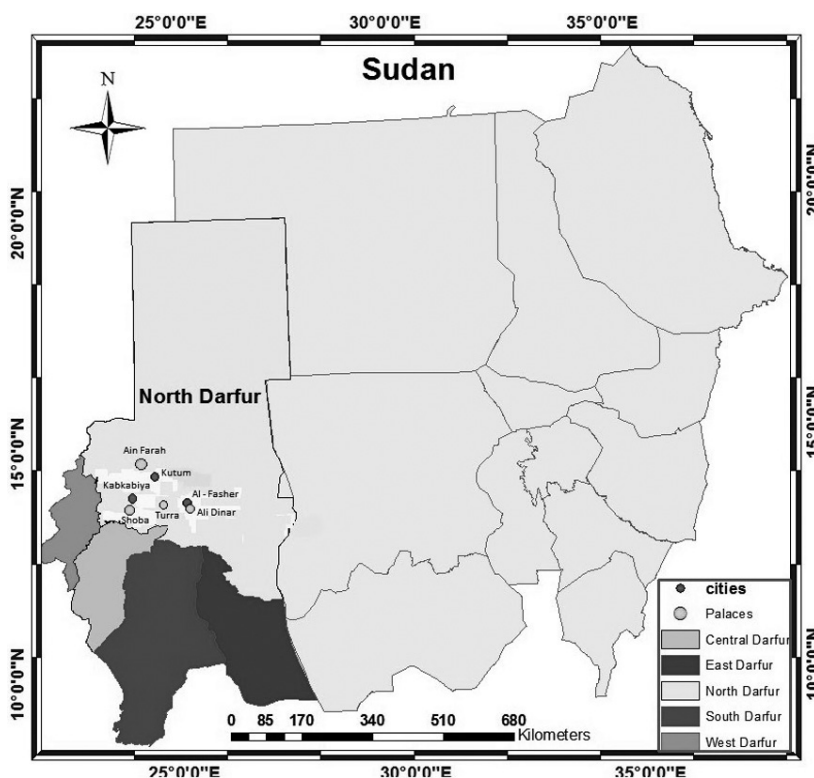 25°0'0"E 30°0'0"E 35°0'0"E
Sudan
N
20°0'0"N
20°0'0"N
North Darfur
Ain Farah
15°0'0"N
15°0'0"N
Kutum
Kabkabiya
Al - Fasher
Shoba
Turra
Ali Dinar
cities
Palaces
Central Darfur
East Darfur
10°0'0"N
10°0'0"N
North Darfur
South Darfur
West Darfur
0 85 170 340 510 680
Kilometers
25°0'0"E 30°0'0"E 35°0'0"E